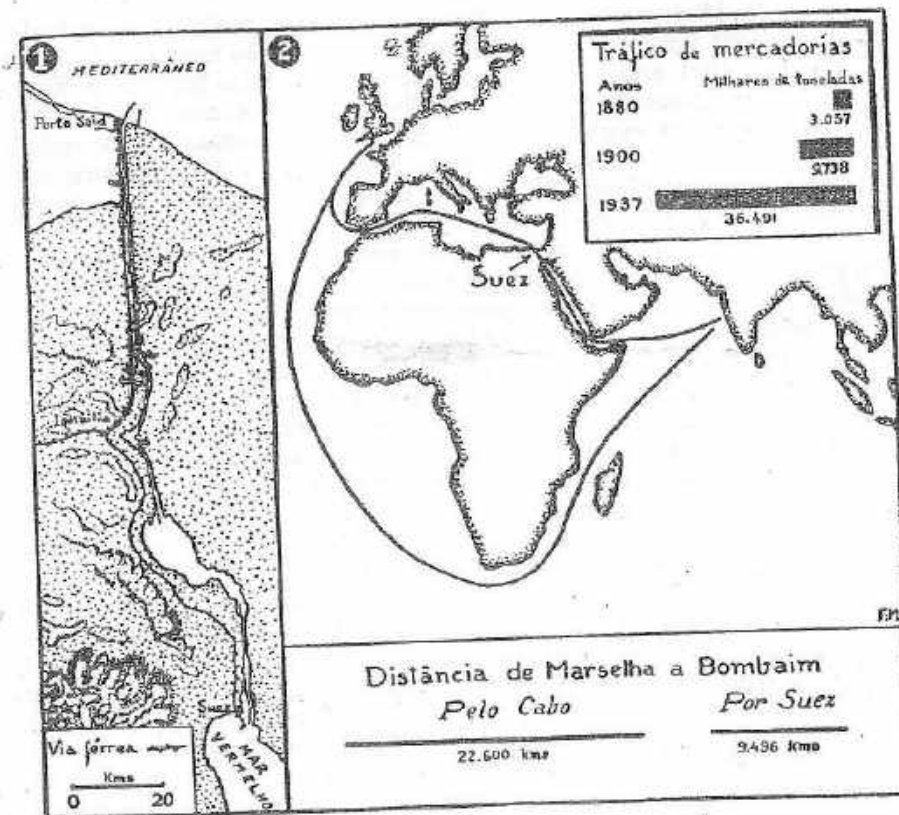 1
MEDITERRÁNEO
Porto Said
Ismailia
Suez
MAR
VERMELHO
Via férrea
Kms
0 20
2
Tráfico de mercadorias
Anos Milhares de toneladas
1880
3.057
1900
9.738
1937
36.491
Suez
F.M.
Distância de Marselha a Bombaim
Pelo Cabo Por Suez
22.600 kms 9.496 kms